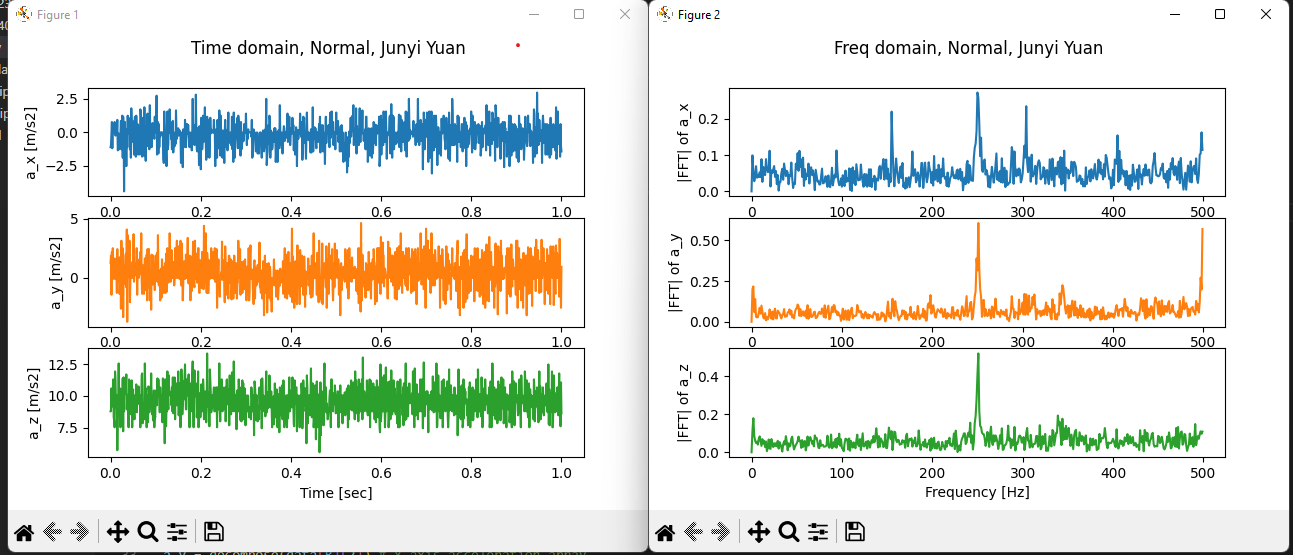 Figure 1
Time domain, Normal, Junyi Yuan
a_x [m/s2]
2.5
0.0
−2.5
0.0 0.2 0.4 0.6 0.8 1.0
a_y [m/s2]
5
0
0.0 0.2 0.4 0.6 0.8 1.0
a_z [m/s2]
12.5
10.0
7.5
0.0 0.2 0.4 0.6 0.8 1.0
Time [sec]
Figure 2
Freq domain, Normal, Junyi Yuan
|FFT| of a_x
0.2
0.1
0.0
0 100 200 300 400 500
|FFT| of a_y
0.50
0.25
0.00
0 100 200 300 400 500
|FFT| of a_z
0.4
0.2
0.0
0 100 200 300 400 500
Frequency [Hz]